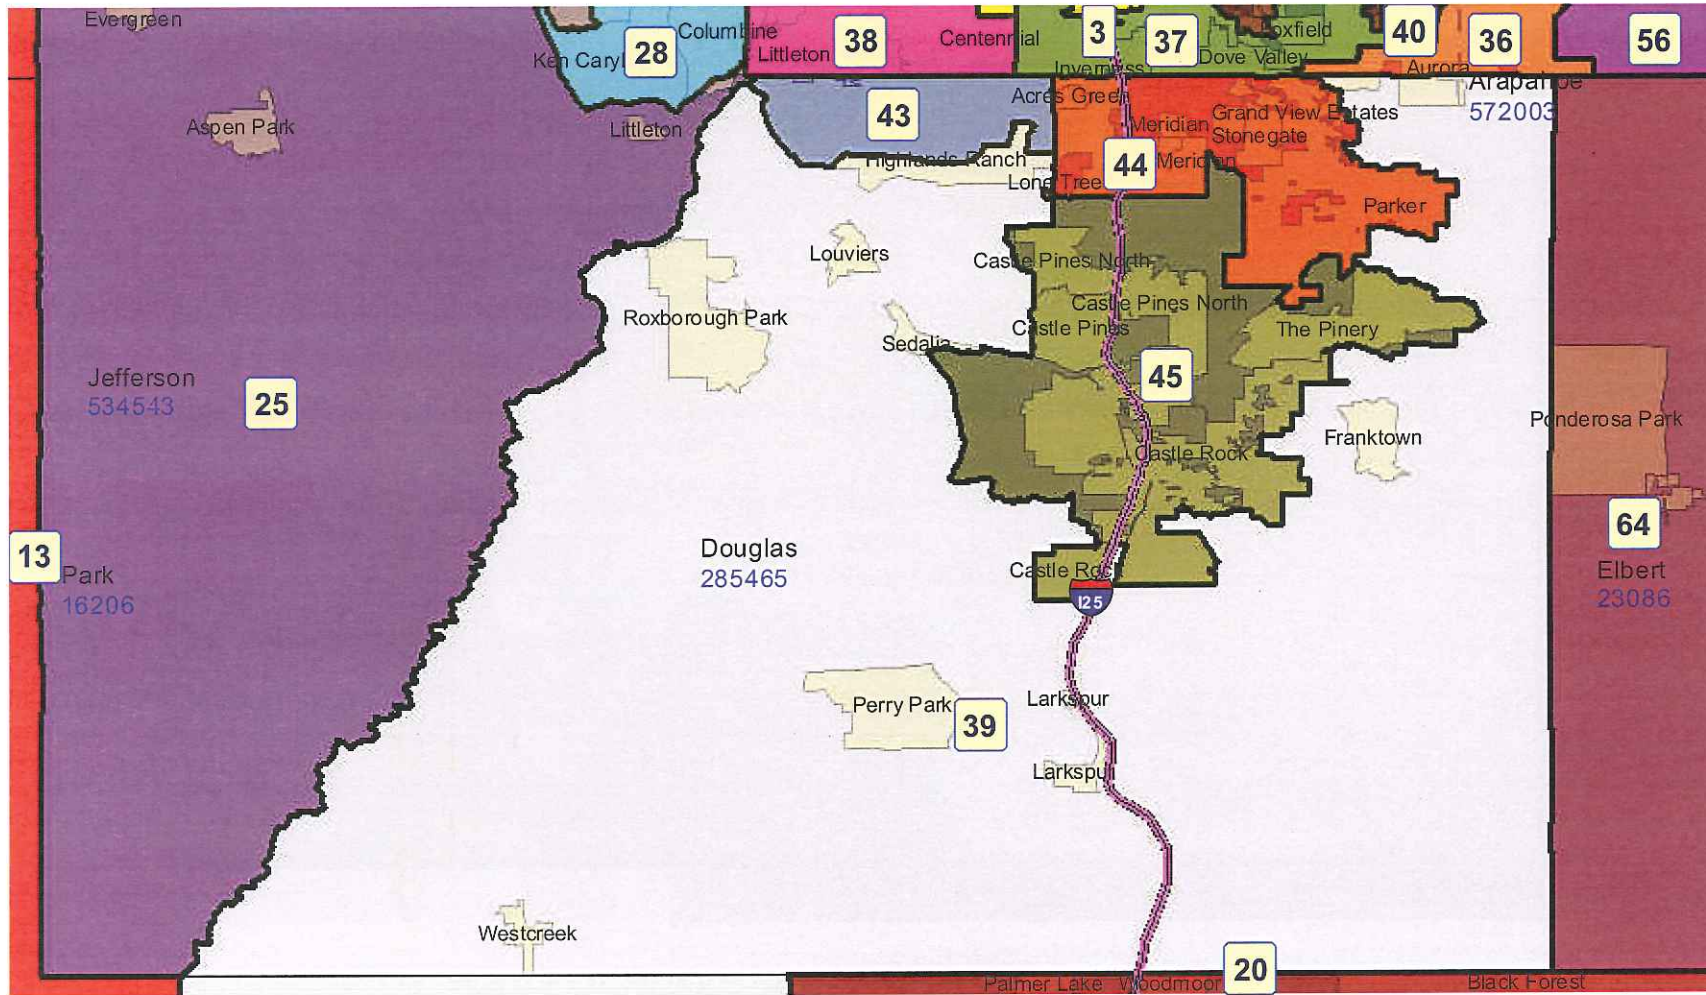 Evergreen
Columbine
Ken Caryl
28
Littleton
38
Centennial
3
37
oxfield
Dove Valley
Inverness
40
36
Aurora
56
Arapahoe
572003
Aspen Park
Littleton
43
Highlands Ranch
Acres Green
Meridian
Grand View Estates
Stonegate
44
Meridian
Lone Tree
Parker
Louviers
Castle Pines North
Castle Pines North
Castle Pines
The Pinery
Roxborough Park
Sedalia
45
Jefferson
534543
25
Castle Rock
Franktown
Ponderosa Park
64
13
Park
16206
Douglas
285465
Castle Rock
I25
Elbert
23086
Perry Park
39
Larkspur
Larkspu
Westcreek
20
Palmer Lake
Woodmoor
Black Forest